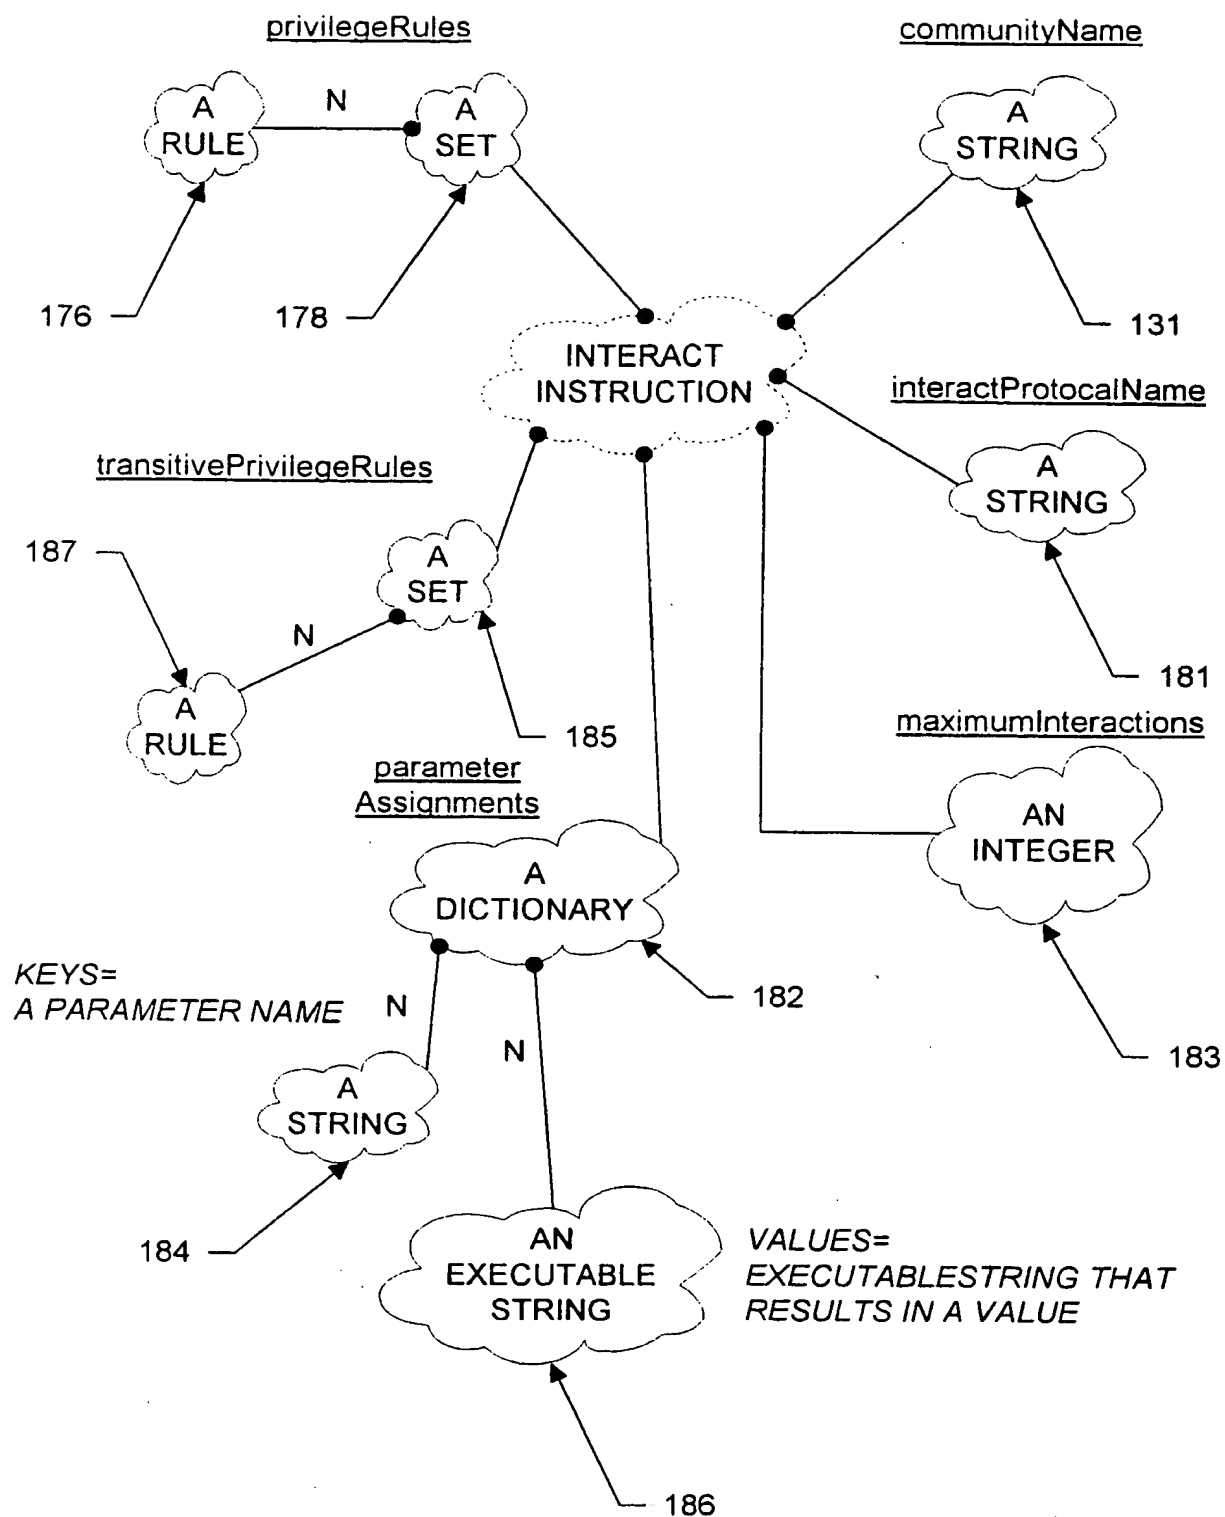 privilegeRules
communityName
A
RULE
N
A
SET
A
STRING
176
178
131
INTERACT
INSTRUCTION
interactProtocalName
transitivePrivilegeRules
A
STRING
187
A
SET
N
181
A
RULE
185
maximumInteractions
parameter
Assignments
AN
INTEGER
A
DICTIONARY
KEYS=
A PARAMETER NAME
N
182
N
183
A
STRING
184
AN
EXECUTABLE
STRING
VALUES=
EXECUTABLESTRING THAT
RESULTS IN A VALUE
186